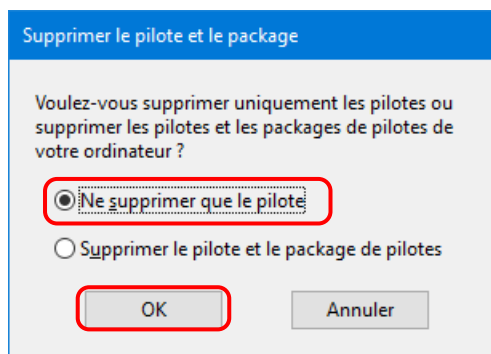 Supprimer le pilote et le package
Voulez-vous supprimer uniquement les pilotes ou
supprimer les pilotes et les packages de pilotes de
votre ordinateur ?
Ne supprimer que le pilote
Supprimer le pilote et le package de pilotes
OK
Annuler